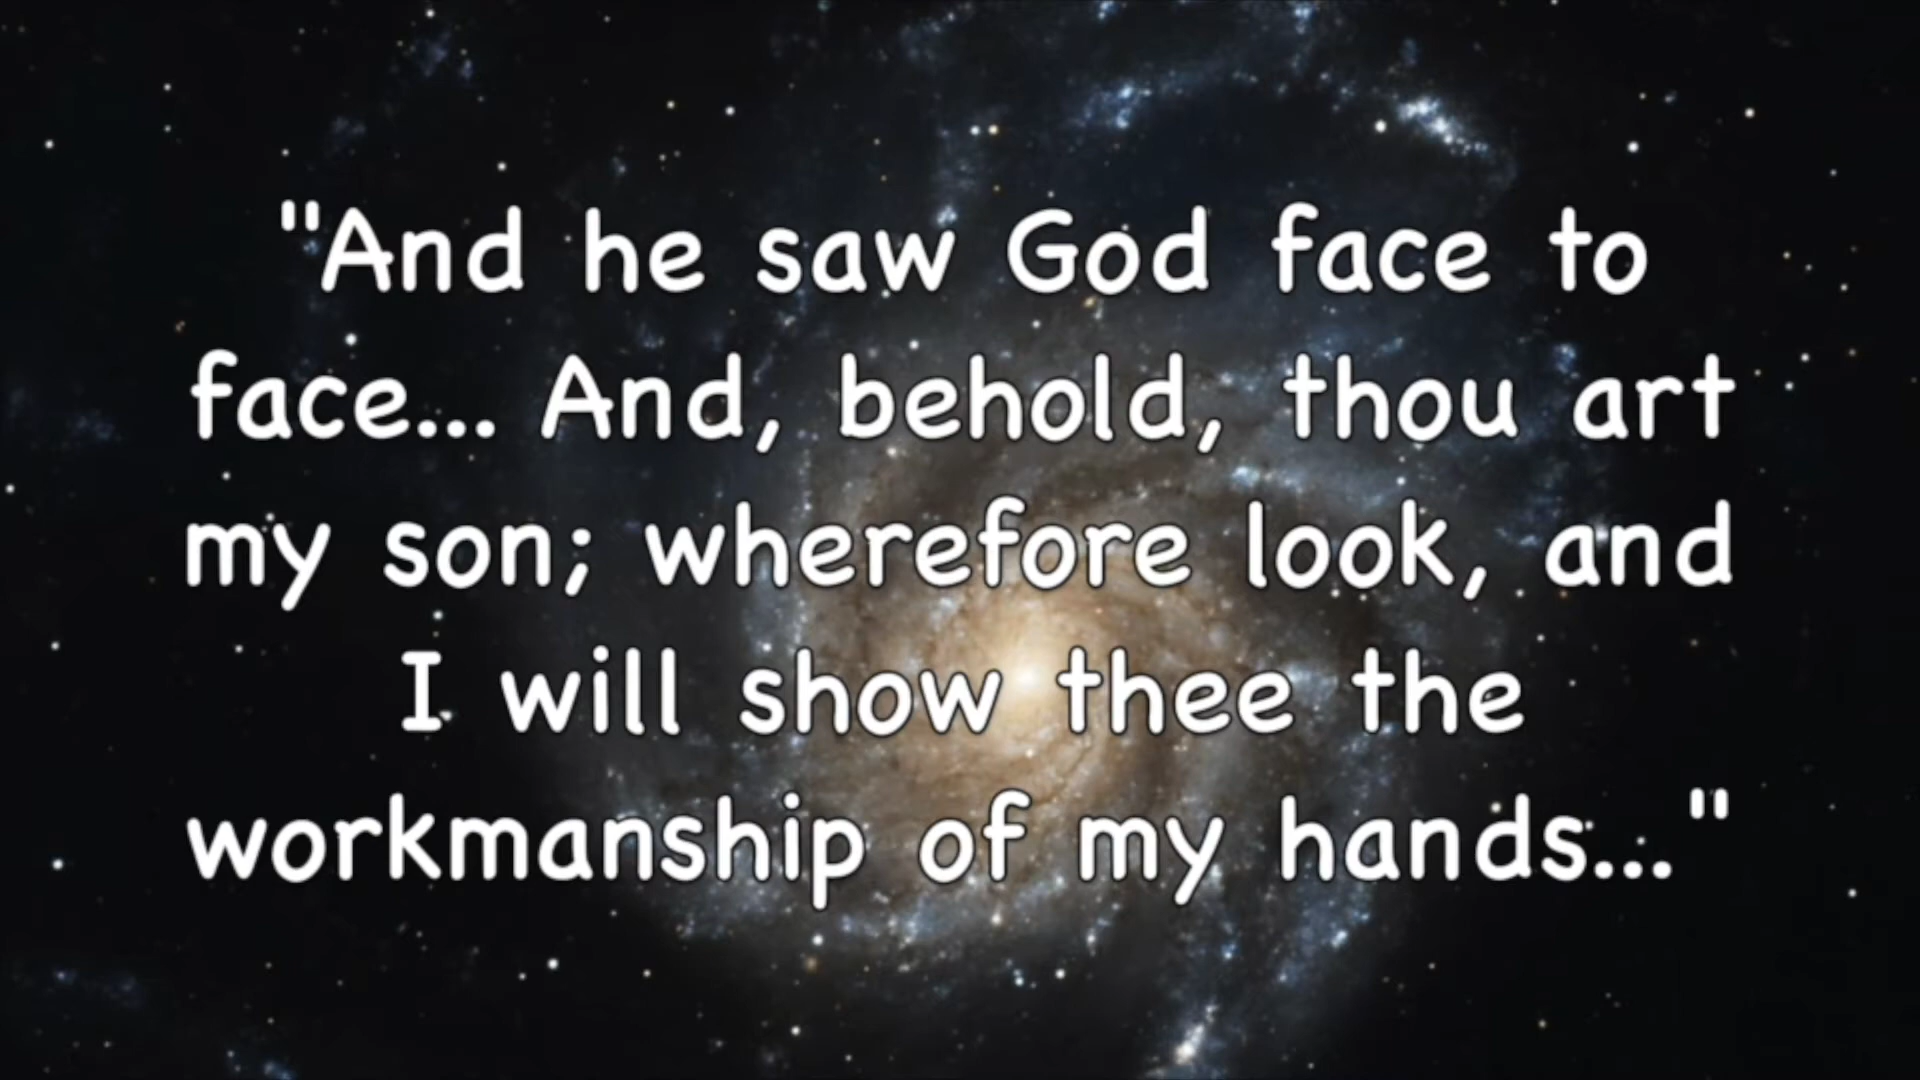 "And he saw God face to
face... And, behold, thou art
my son; wherefore look, and
I will show thee the
workmanship of my hands..."